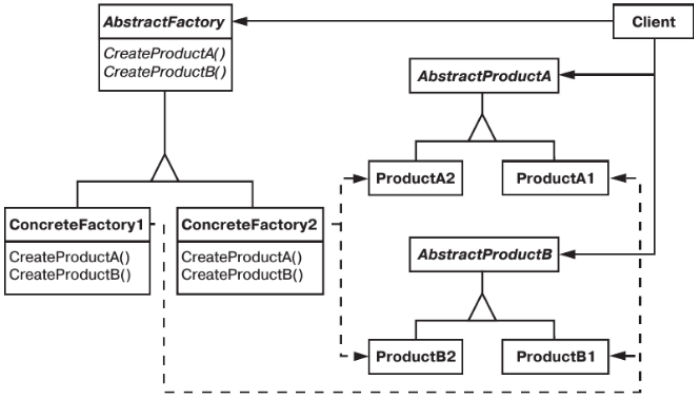 AbstractFactory
Client
CreateProductA()
CreateProductB()
AbstractProductA
ProductA2
ProductA1
ConcreteFactory1
ConcreteFactory2
CreateProductA()
CreateProductB()
CreateProductA()
CreateProductB()
AbstractProductB
ProductB2
ProductB1